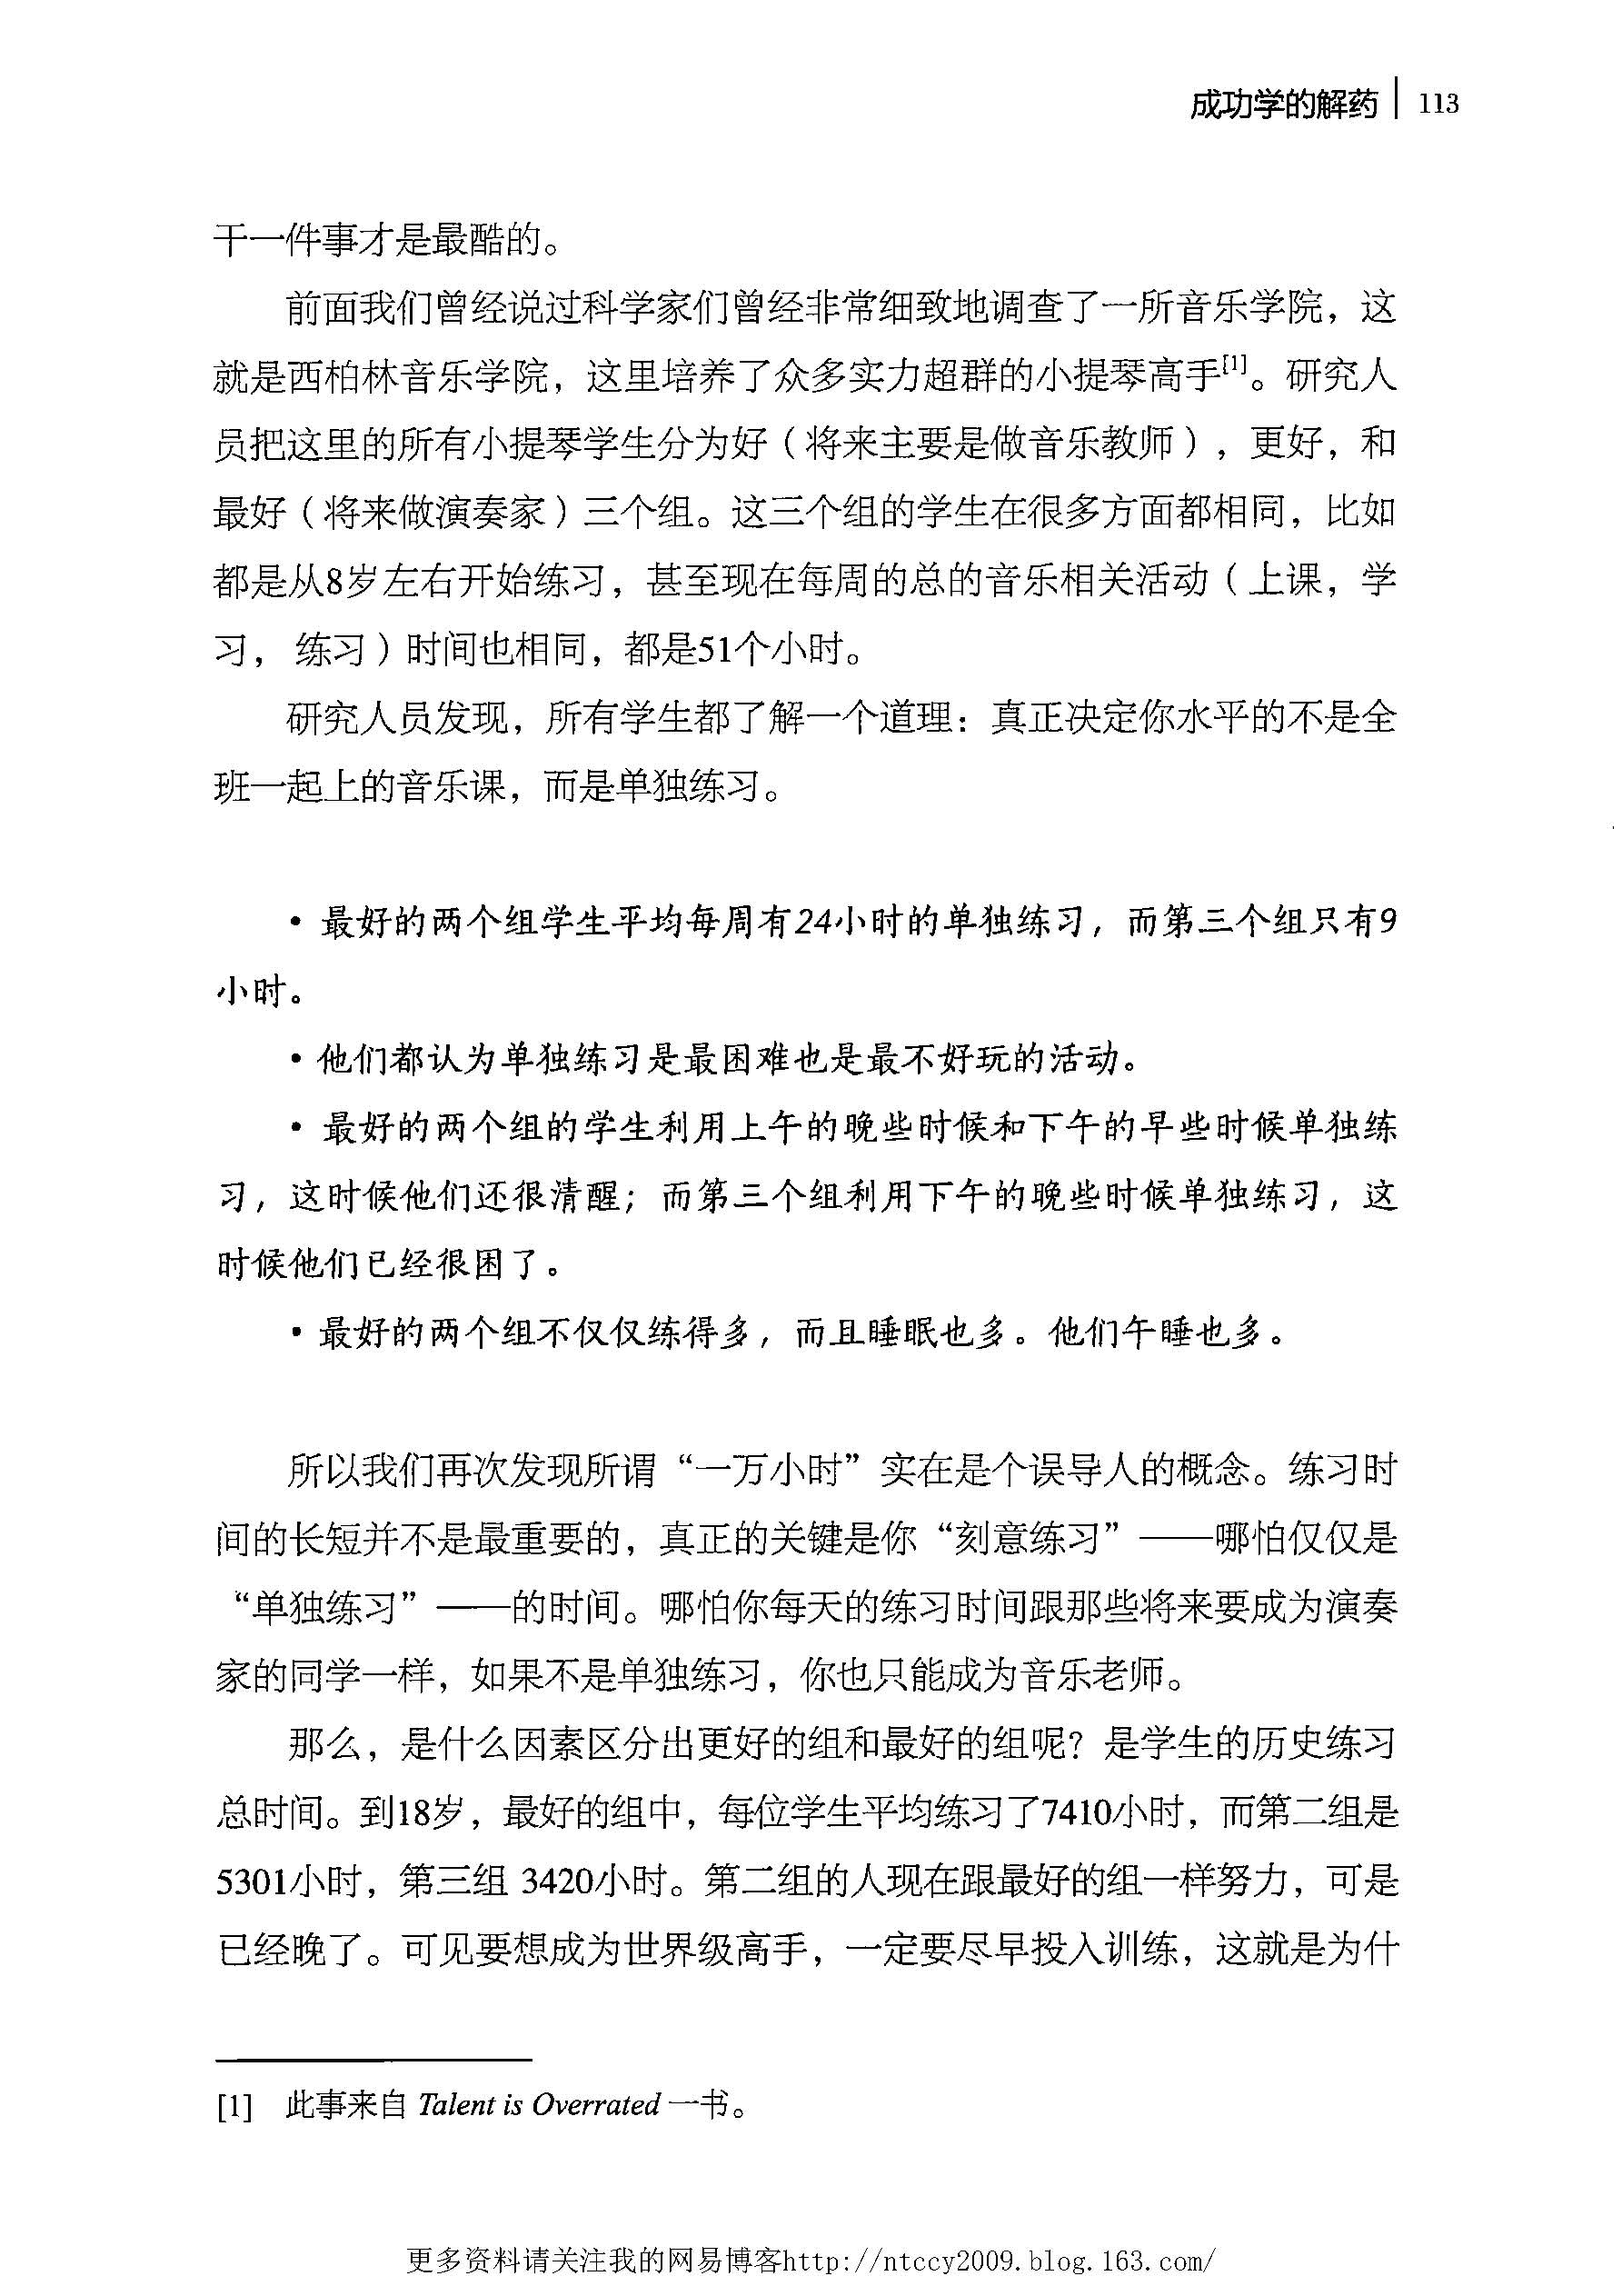 成功学的解药 | 113
干一件事才是最酷的。
前面我们曾经说过科学家们曾经非常细致地调查了一所音乐学院，这
就是西柏林音乐学院，这里培养了众多实力超群的小提琴高手[1]。研究人
员把这里的所有小提琴学生分为好（将来主要是做音乐教师），更好，和
最好（将来做演奏家）三个组。这三个组的学生在很多方面都相同，比如
都是从8岁左右开始练习，甚至现在每周的总的音乐相关活动（上课，学
习， 练习）时间也相同，都是51个小时。
研究人员发现，所有学生都了解一个道理：真正决定你水平的不是全
班一起上的音乐课，而是单独练习。
• 最好的两个组学生平均每周有24小时的单独练习，而第三个组只有9
小时。
• 他们都认为单独练习是最困难也是最不好玩的活动。
• 最好的两个组的学生利用上午的晚些时候和下午的早些时候单独练
习，这时候他们还很清醒；而第三个组利用下午的晚些时候单独练习，这
时候他们已经很困了。
• 最好的两个组不仅仅练得多，而且睡眠也多。他们午睡也多。
所以我们再次发现所谓“一万小时”实在是个误导人的概念。练习时
间的长短并不是最重要的，真正的关键是你“刻意练习”——哪怕仅仅是
“单独练习”——的时间。哪怕你每天的练习时间跟那些将来要成为演奏
家的同学一样，如果不是单独练习，你也只能成为音乐老师。
那么，是什么因素区分出更好的组和最好的组呢？是学生的历史练习
总时间。到18岁，最好的组中，每位学生平均练习了7410小时，而第二组是
5301小时，第三组 3420小时。第二组的人现在跟最好的组一样努力，可是
已经晚了。可见要想成为世界级高手，一定要尽早投入训练，这就是为什
[1] 此事来自 Talent is Overrated 一书。
更多资料请关注我的网易博客http://ntccy2009.blog.163.com/